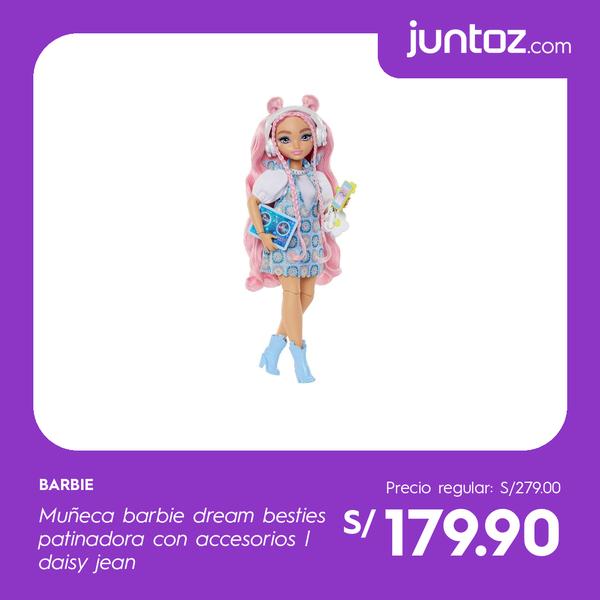 juntoz.com
BARBIE
Muñeca barbie dream besties
patinadora con accesorios |
daisy jean
Precio regular: S/279.00
S/179.90